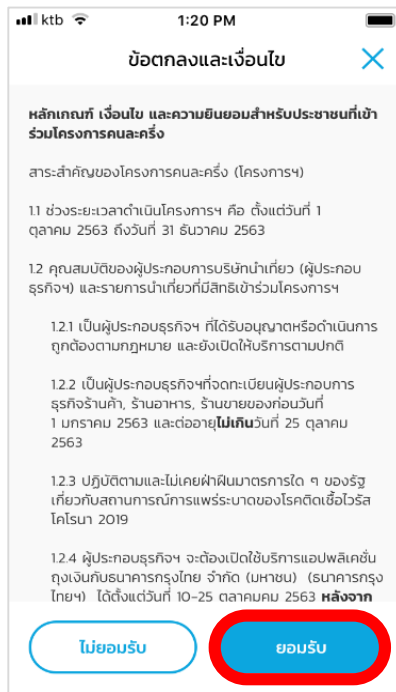 ktb 1:20 PM
ข้อตกลงและเงื่อนไข
หลักเกณฑ์ เงื่อนไข และความยินยอมสำหรับประชาชนที่เข้า
ร่วมโครงการคนละครึ่ง
สาระสำคัญของโครงการคนละครึ่ง (โครงการฯ)
1.1 ช่วงระยะเวลาดำเนินโครงการฯ คือ ตั้งแต่วันที่ 1
ตุลาคม 2563 ถึงวันที่ 31 ธันวาคม 2563
1.2 คุณสมบัติของผู้ประกอบการบริษัทนำเที่ยว (ผู้ประกอบ
ธุรกิจฯ) และรายการนำเที่ยวที่มีสิทธิเข้าร่วมโครงการฯ
1.2.1 เป็นผู้ประกอบธุรกิจฯ ที่ได้รับอนุญาตหรือดำเนินการ
ถูกต้องตามกฎหมาย และยังเปิดให้บริการตามปกติ
1.2.2 เป็นผู้ประกอบธุรกิจฯที่จดทะเบียนผู้ประกอบการ
ธุรกิจร้านค้า, ร้านอาหาร, ร้านขายของก่อนวันที่
1 มกราคม 2563 และต่ออายุไม่เกินวันที่ 25 ตุลาคม
2563
1.2.3 ปฏิบัติตามและไม่เคยฝ่าฝืนมาตรการใด ๆ ของรัฐ
เกี่ยวกับสถานการณ์การแพร่ระบาดของโรคติดเชื้อไวรัส
โคโรนา 2019
1.2.4 ผู้ประกอบธุรกิจฯ จะต้องเปิดใช้บริการแอปพลิเคชั่น
ถุงเงินกับธนาคารกรุงไทย จำกัด (มหาชน) (ธนาคารกรุง
ไทยฯ) ได้ตั้งแต่วันที่ 10-25 ตุลาคมคม 2563 หลังจาก
ไม่ยอมรับ ยอมรับ